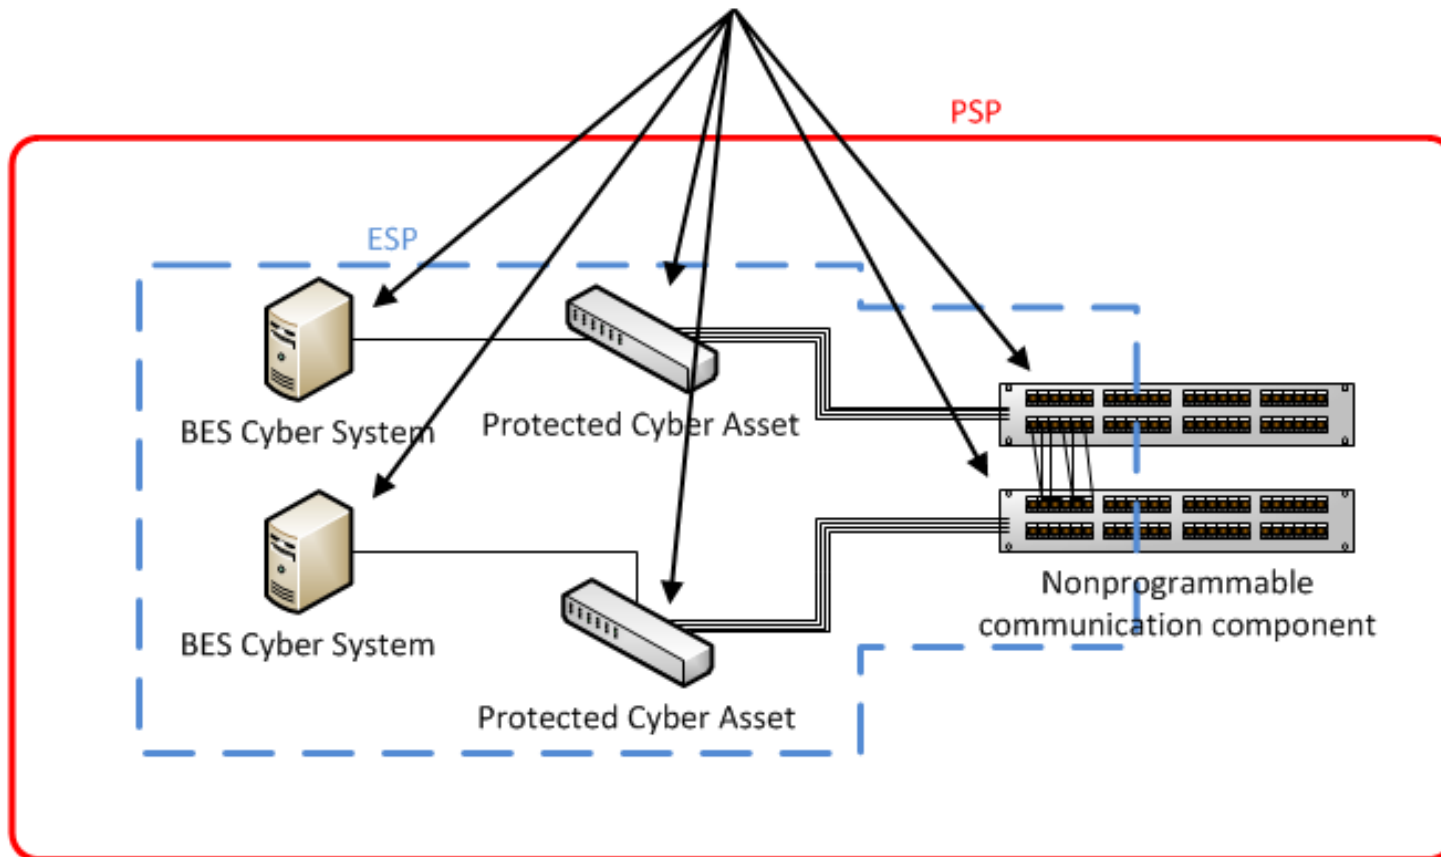 PSP
ESP
BES Cyber System
Protected Cyber Asset
BES Cyber System
Nonprogrammable
communication component
Protected Cyber Asset